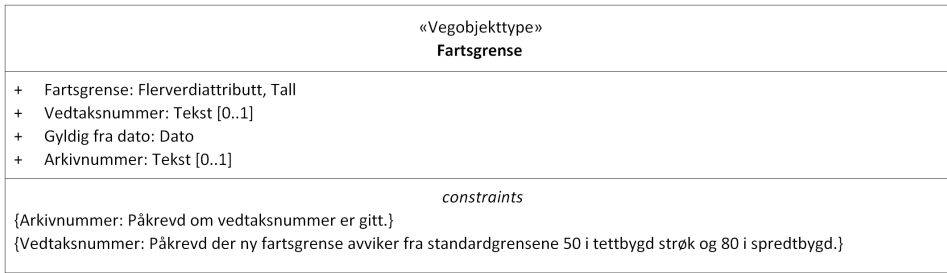 «Vegobjekttype»
Fartsgrense
+ Fartsgrense: Flerverdiattributt, Tall
+ Vedtaksnummer: Tekst [0..1]
+ Gyldig fra dato: Dato
+ Arkivnummer: Tekst [0..1]
constraints
{Arkivnummer: Påkrevd om vedtaksnummer er gitt.}
{Vedtaksnummer: Påkrevd der ny fartsgrense avviker fra standardgrensene 50 i tettbygd strøk og 80 i spredtbygd.}